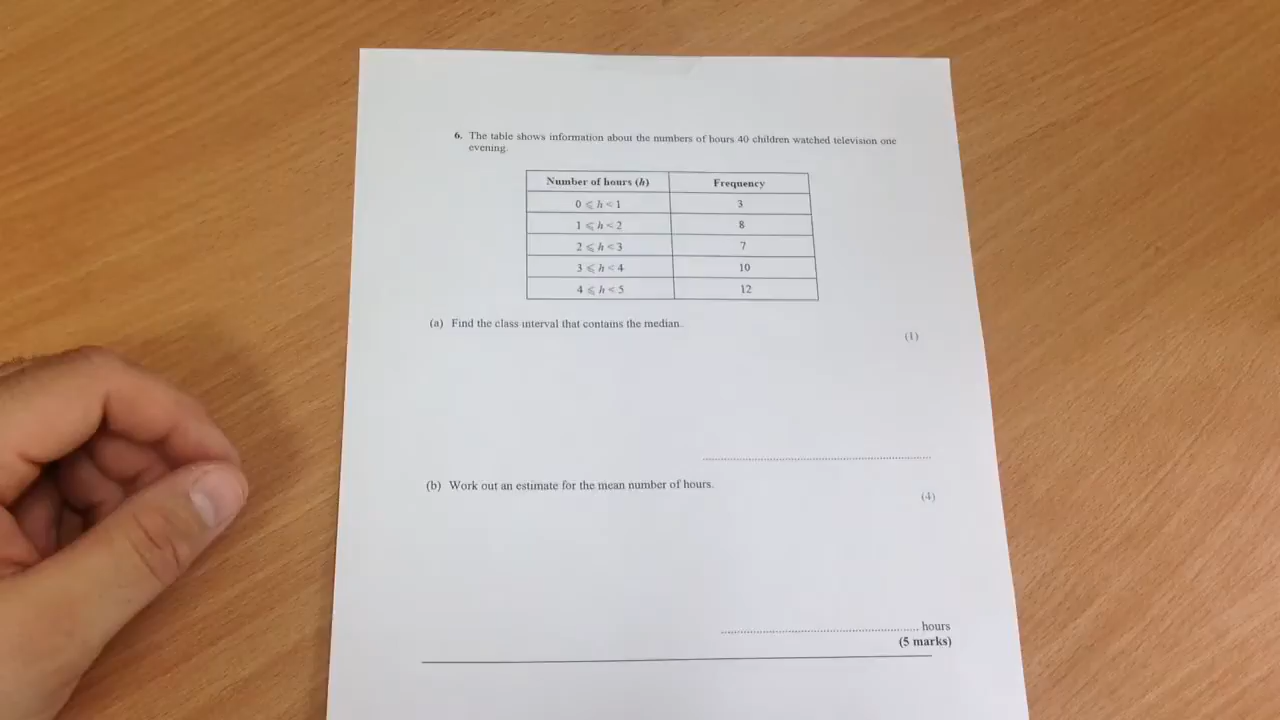 6. The table shows information about the numbers of hours 40 children watched television one
evening.
Number of hours (h) Frequency
0 ⩽ h < 1 3
1 ⩽ h < 2 8
2 ⩽ h < 3 7
3 ⩽ h < 4 10
4 ⩽ h < 5 12
(a) Find the class interval that contains the median.
(1)
(b) Work out an estimate for the mean number of hours.
(4)
hours
(5 marks)